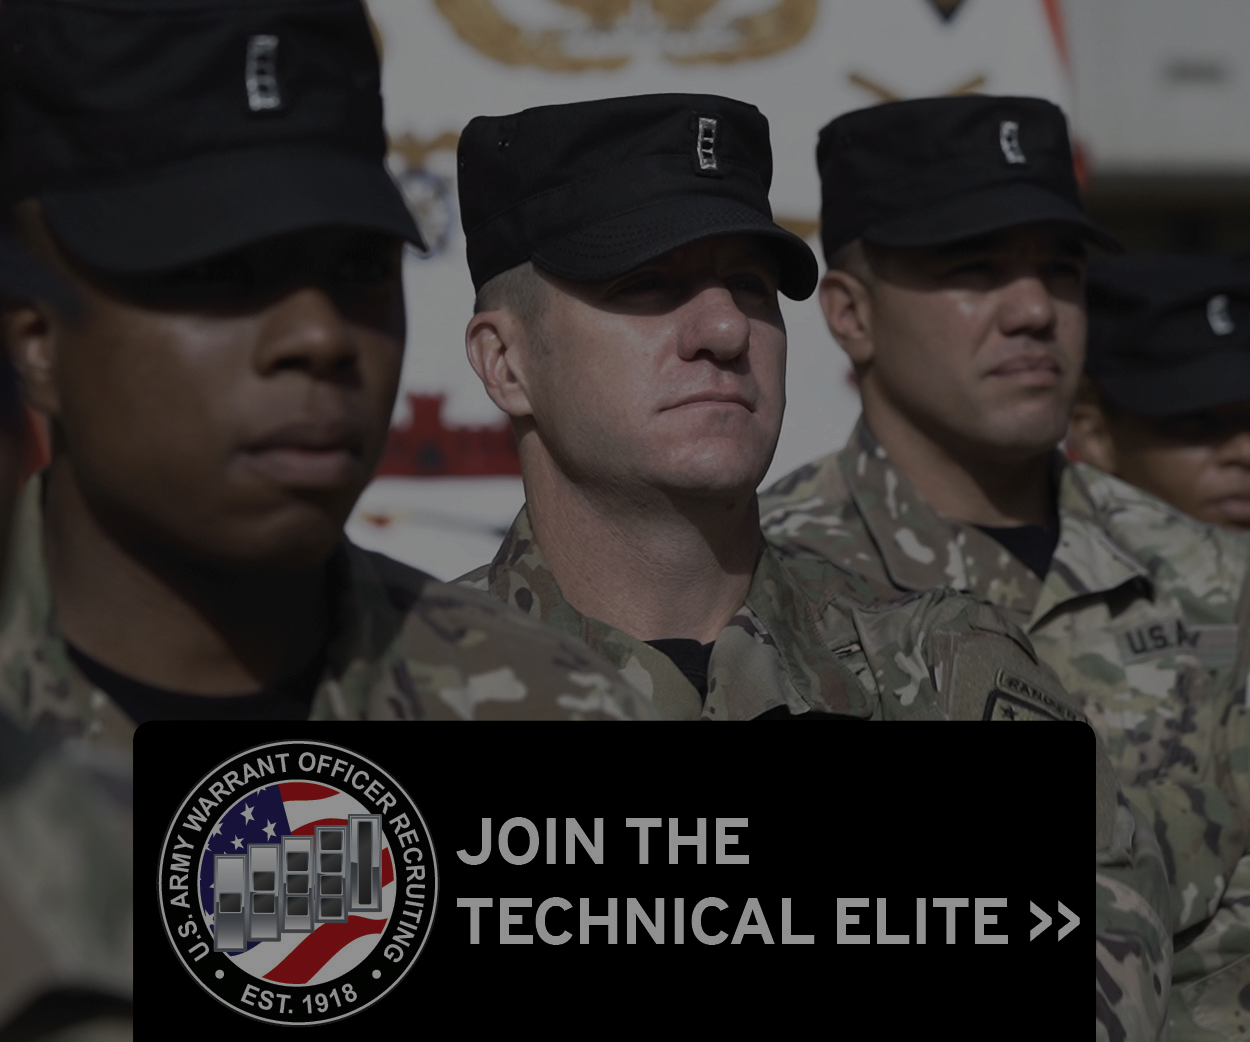 U.S.A
RANGER
U.S. ARMY WARRANT OFFICER RECRUITING
• EST. 1918 •
JOIN THE
TECHNICAL ELITE >>